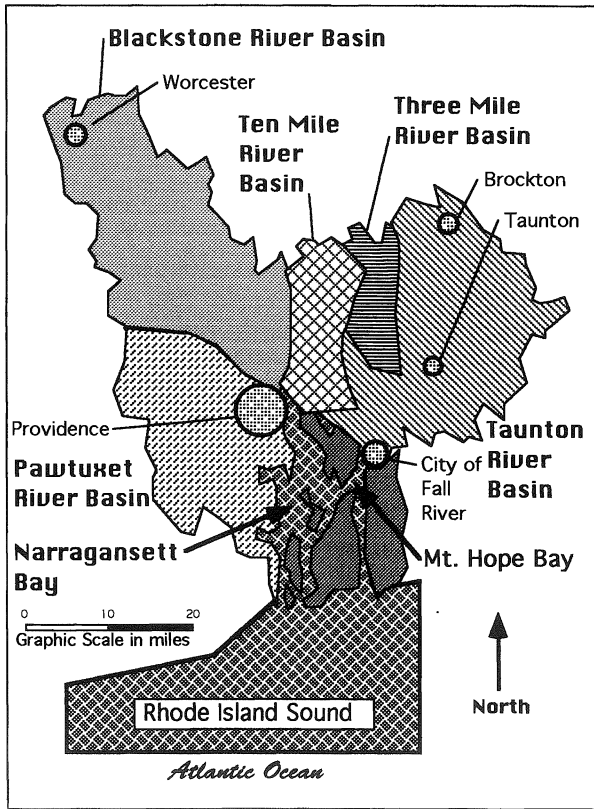 Blackstone River Basin
Worcester
Ten Mile
River
Basin
Three Mile
River Basin
Brockton
Taunton
Providence
Pawtuxet
River Basin
City of
Fall
River
Taunton
River
Basin
Narragansett
Bay
Mt. Hope Bay
0 10 20
Graphic Scale in miles
North
Rhode Island Sound
Atlantic Ocean